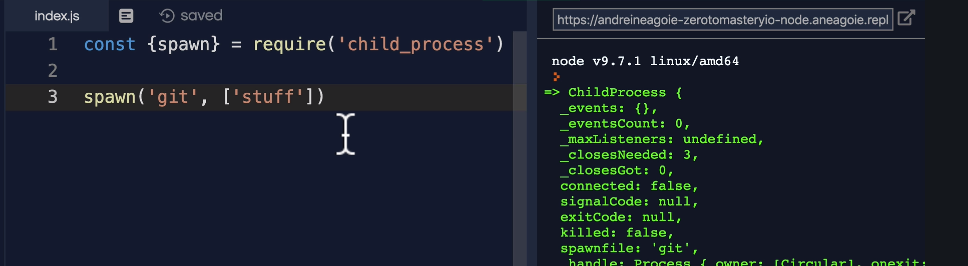 index.js
saved
https://andreineagoie-zerotomasteryio-node.aneagoie.repl
1 const {spawn} = require('child_process')
2
3 spawn('git', ['stuff'])
node v9.7.1 linux/amd64
=> ChildProcess {
_events: {},
_eventsCount: 0,
_maxListeners: undefined,
_closesNeeded: 3,
_closesGot: 0,
connected: false,
signalCode: null,
exitCode: null,
killed: false,
spawnfile: 'git',
_handle: Process { owner: [Circular], onexit: